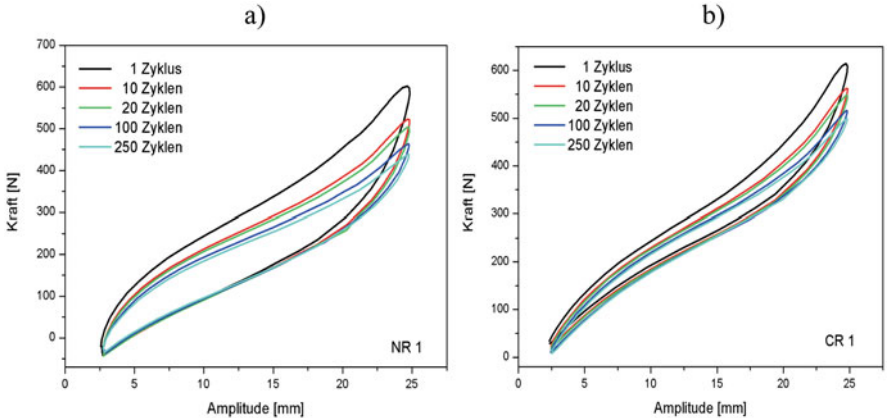 a)
700
600
500
400
300
200
100
0
Kraft [N]
1 Zyklus
10 Zyklen
20 Zyklen
100 Zyklen
250 Zyklen
NR 1
0 5 10 15 20 25
Amplitude [mm]
b)
600
500
400
300
200
100
0
Kraft [N]
1 Zyklus
10 Zyklen
20 Zyklen
100 Zyklen
250 Zyklen
CR 1
0 5 10 15 20 25
Amplitude [mm]